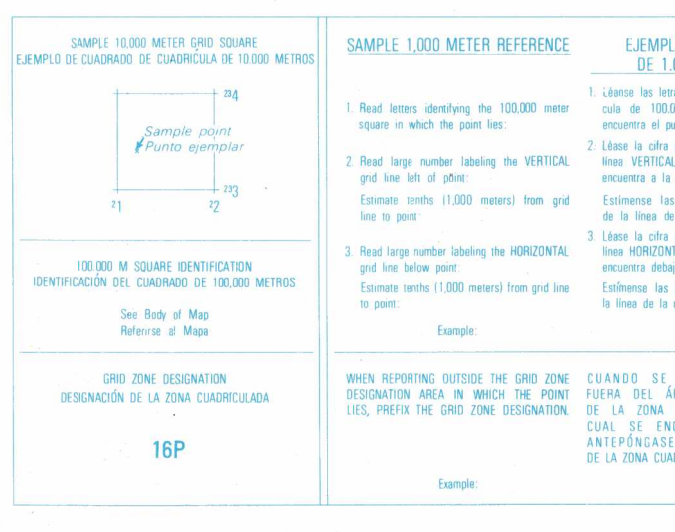 SAMPLE 10,000 METER GRID SQUARE
EJEMPLO DE CUADRADO DE CUADRÍCULA DE 10.000 METROS
234
Sample point
Punto ejemplar
233
21
22
100.000 M SQUARE IDENTIFICATION
IDENTIFICACIÓN DEL CUADRADO DE 100,000 METROS
See Body of Map
Referirse al Mapa
GRID ZONE DESIGNATION
DESIGNACIÓN DE LA ZONA CUADRICULADA
16P
SAMPLE 1,000 METER REFERENCE
1. Read letters identifying the 100,000 meter
square in which the point lies:
2. Read large number labeling the VERTICAL
grid line left of point:
Estimate tenths (1,000 meters) from grid
line to point:
3. Read large number labeling the HORIZONTAL
grid line below point:
Estimate tenths (1,000 meters) from grid line
to point:
Example:
WHEN REPORTING OUTSIDE THE GRID ZONE
DESIGNATION AREA IN WHICH THE POINT
LIES, PREFIX THE GRID ZONE DESIGNATION.
Example:
EJEMPL
DE 1.0
1. Léanse las letra
cula de 100.0
encuentra el pu
2. Léase la cifra
línea VERTICAL
encuentra a la
Estímense las
de la línea de
3. Léase la cifra
línea HORIZONT
encuentra debaj
Estímense las
la línea de la
CUANDO SE
FUERA DEL
DE LA ZONA
CUAL SE EN
ANTEPÓNGASE
DE LA ZONA CUA